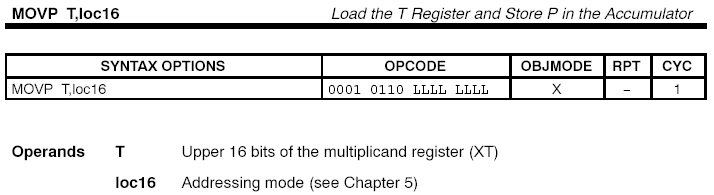 MOVP T,loc16 Load the T Register and Store P in the Accumulator
SYNTAX OPTIONS OPCODE OBJMODE RPT CYC
MOVP T,loc16 0001 0110 LLLL LLLL X – 1
Operands T Upper 16 bits of the multiplicand register (XT)
loc16 Addressing mode (see Chapter 5)